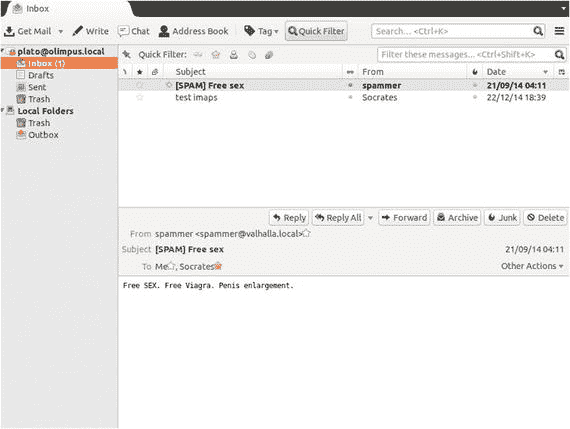 Inbox
Get Mail Write Chat Address Book Tag Quick Filter Search... <Ctrl+K>
plato@olimpus.local
Inbox (1)
Drafts
Sent
Trash
Local Folders
Trash
Outbox
Quick Filter: Filter these messages... <Ctrl+Shift+K>
Subject From Date
[SPAM] Free sex spammer 21/09/14 04:11
test imaps Socrates 22/12/14 18:39
Reply Reply All Forward Archive Junk Delete
From spammer <spammer@valhalla.local>
Subject [SPAM] Free sex 21/09/14 04:11
To Me, Socrates Other Actions
Free SEX. Free Viagra. Penis enlargement.